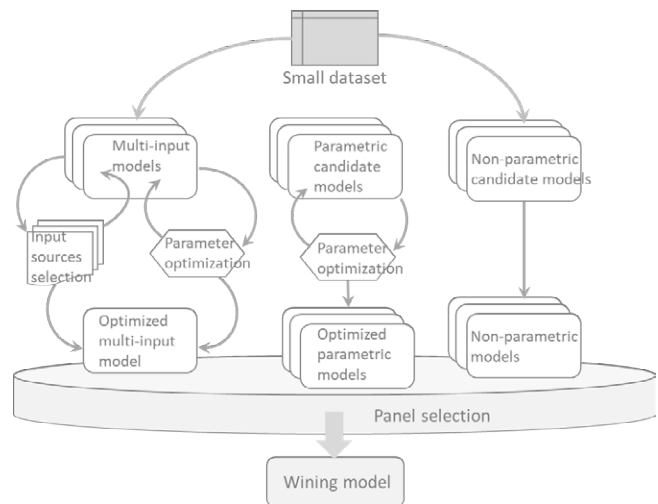 Small dataset
Multi-input
models
Parametric
candidate
models
Non-parametric
candidate models
Input
sources
selection
Parameter
optimization
Parameter
optimization
Optimized
multi-input
model
Optimized
parametric
models
Non-parametric
models
Panel selection
Wining model